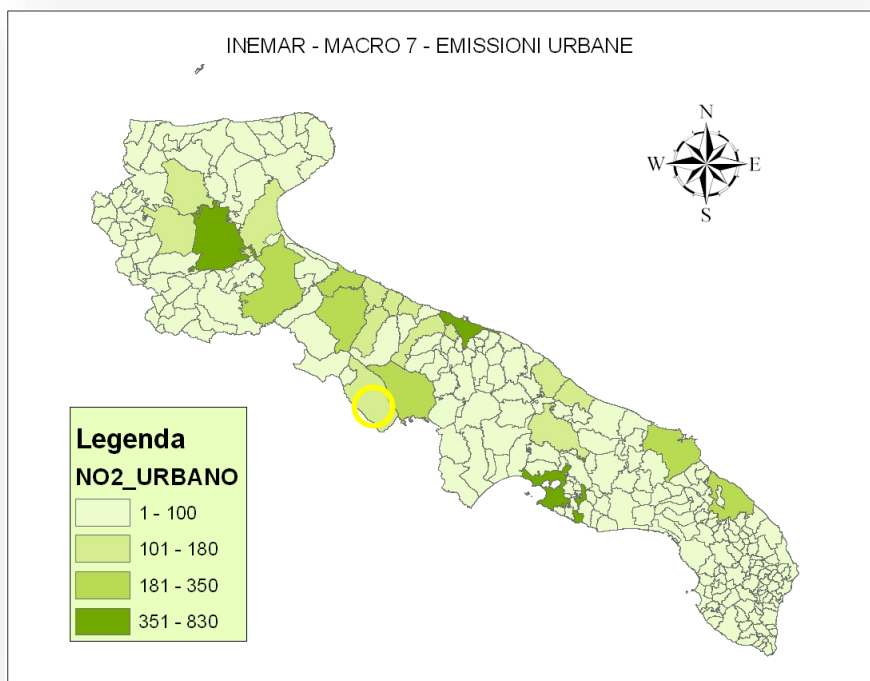 INEMAR - MACRO 7 - EMISSIONI URBANE
N
W E
S
Legenda
NO2_URBANO
1 - 100
101 - 180
181 - 350
351 - 830